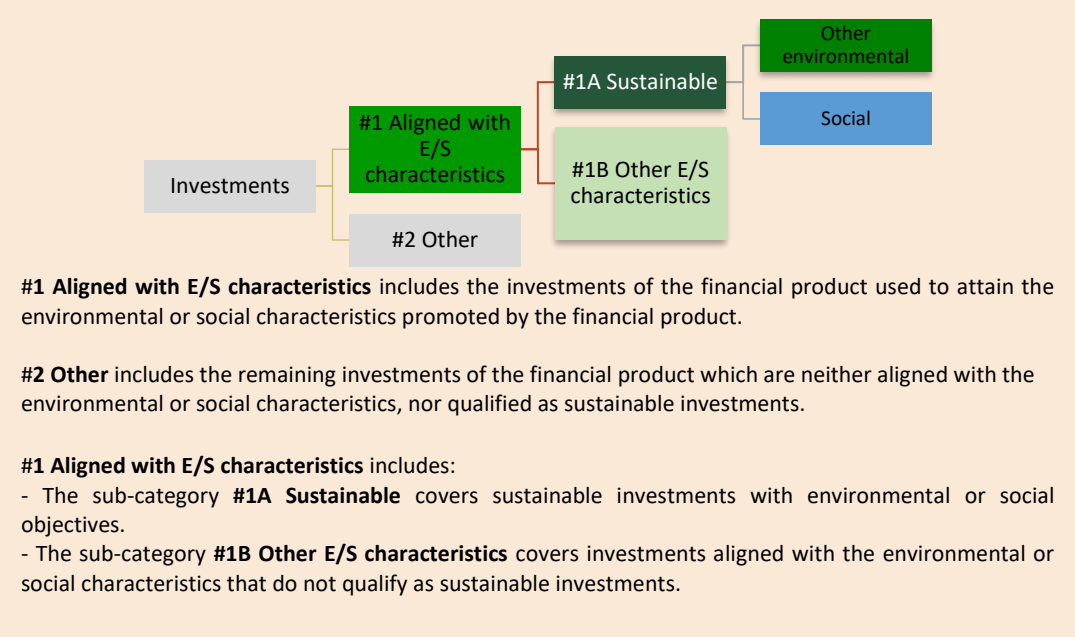 Other
environmental
#1A Sustainable
Social
#1 Aligned with
E/S
characteristics
#1B Other E/S
characteristics
Investments
#2 Other
#1 Aligned with E/S characteristics includes the investments of the financial product used to attain the
environmental or social characteristics promoted by the financial product.
#2 Other includes the remaining investments of the financial product which are neither aligned with the
environmental or social characteristics, nor qualified as sustainable investments.
#1 Aligned with E/S characteristics includes:
- The sub-category #1A Sustainable covers sustainable investments with environmental or social
objectives.
- The sub-category #1B Other E/S characteristics covers investments aligned with the environmental or
social characteristics that do not qualify as sustainable investments.